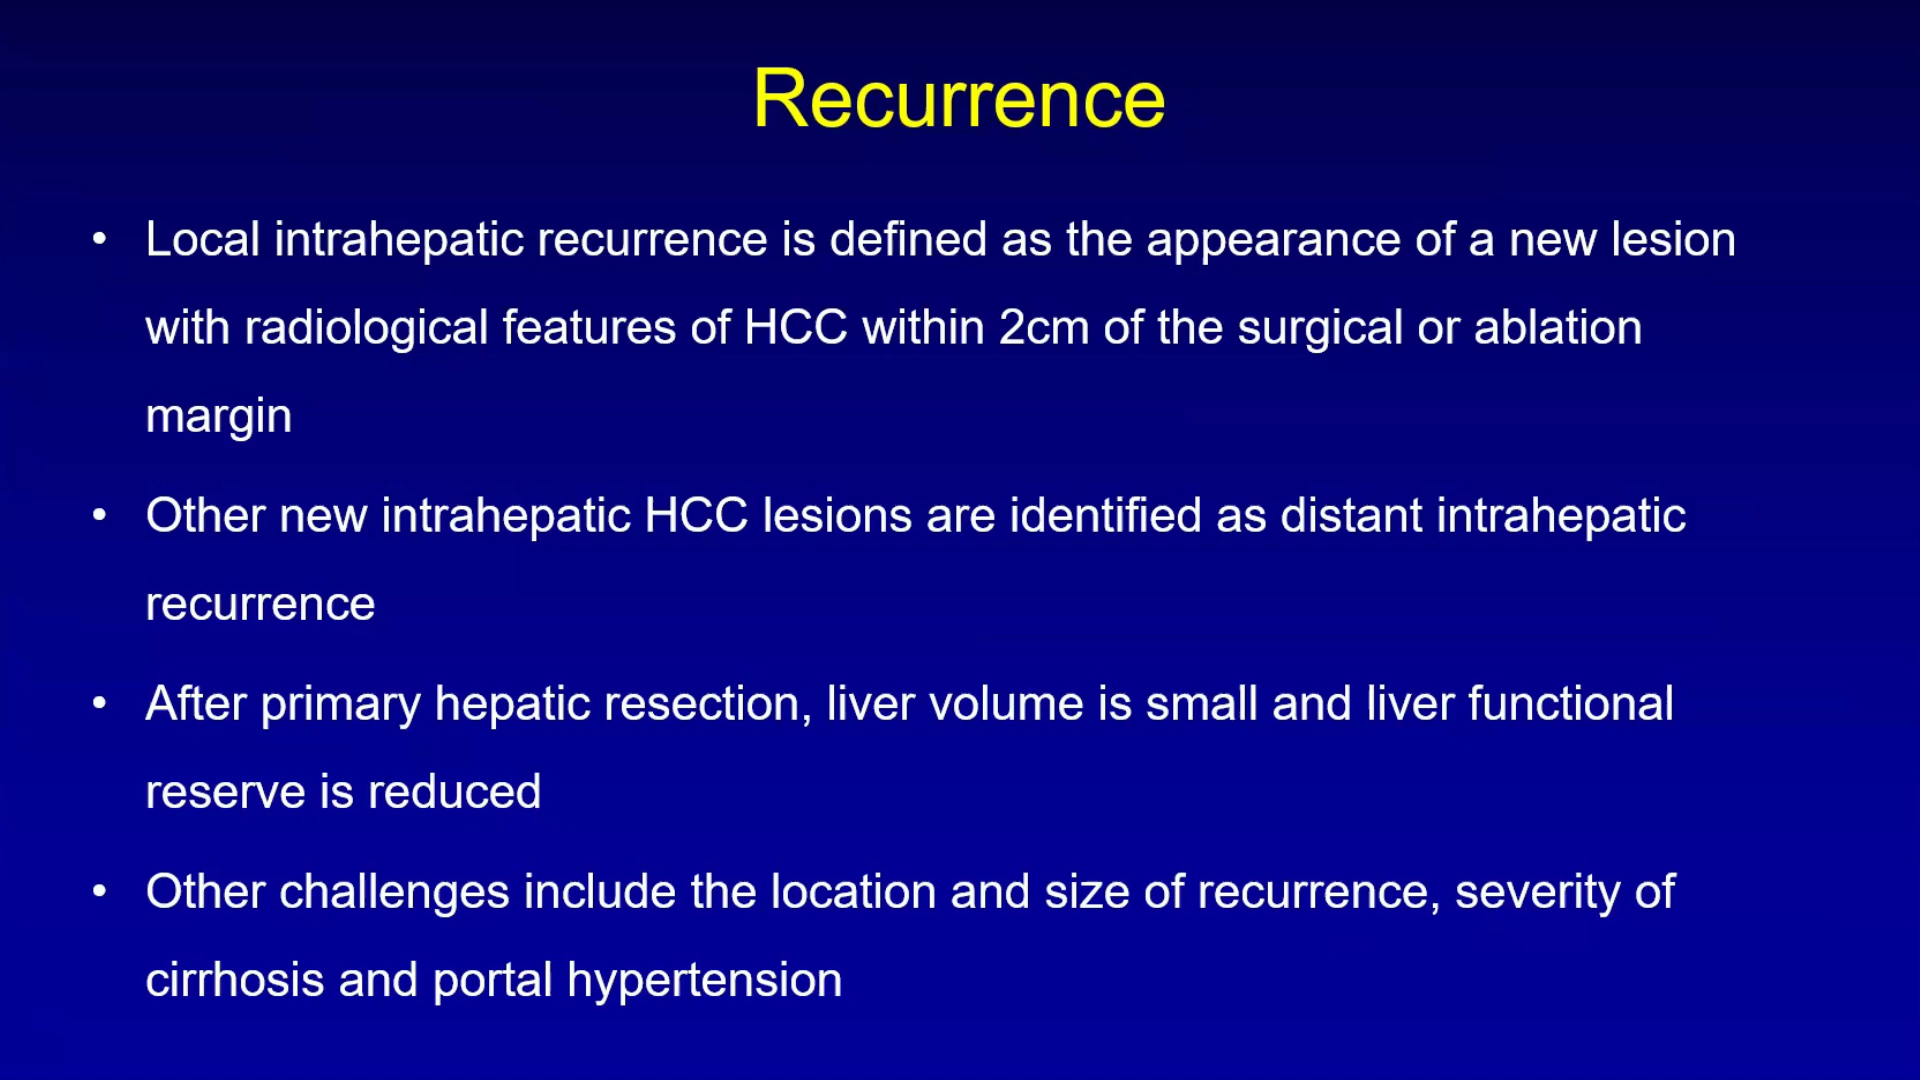 Recurrence
• Local intrahepatic recurrence is defined as the appearance of a new lesion
with radiological features of HCC within 2cm of the surgical or ablation
margin
• Other new intrahepatic HCC lesions are identified as distant intrahepatic
recurrence
• After primary hepatic resection, liver volume is small and liver functional
reserve is reduced
• Other challenges include the location and size of recurrence, severity of
cirrhosis and portal hypertension